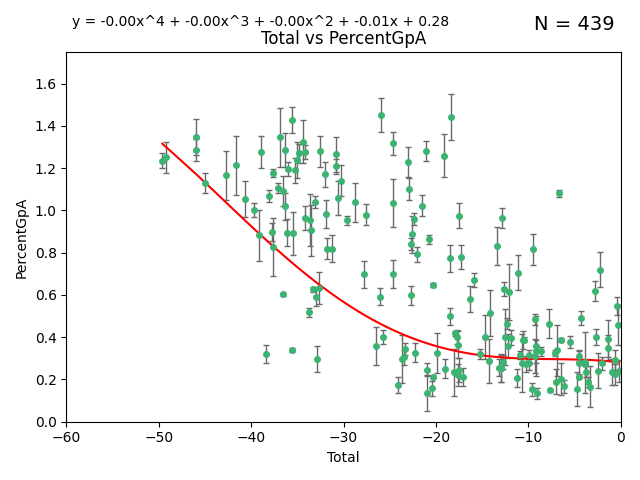 y = -0.00x^4 + -0.00x^3 + -0.00x^2 + -0.01x + 0.28
N = 439
Total vs PercentGpA
PercentGpA
1.6
1.4
1.2
1.0
0.8
0.6
0.4
0.2
0.0
−60 −50 −40 −30 −20 −10 0
Total